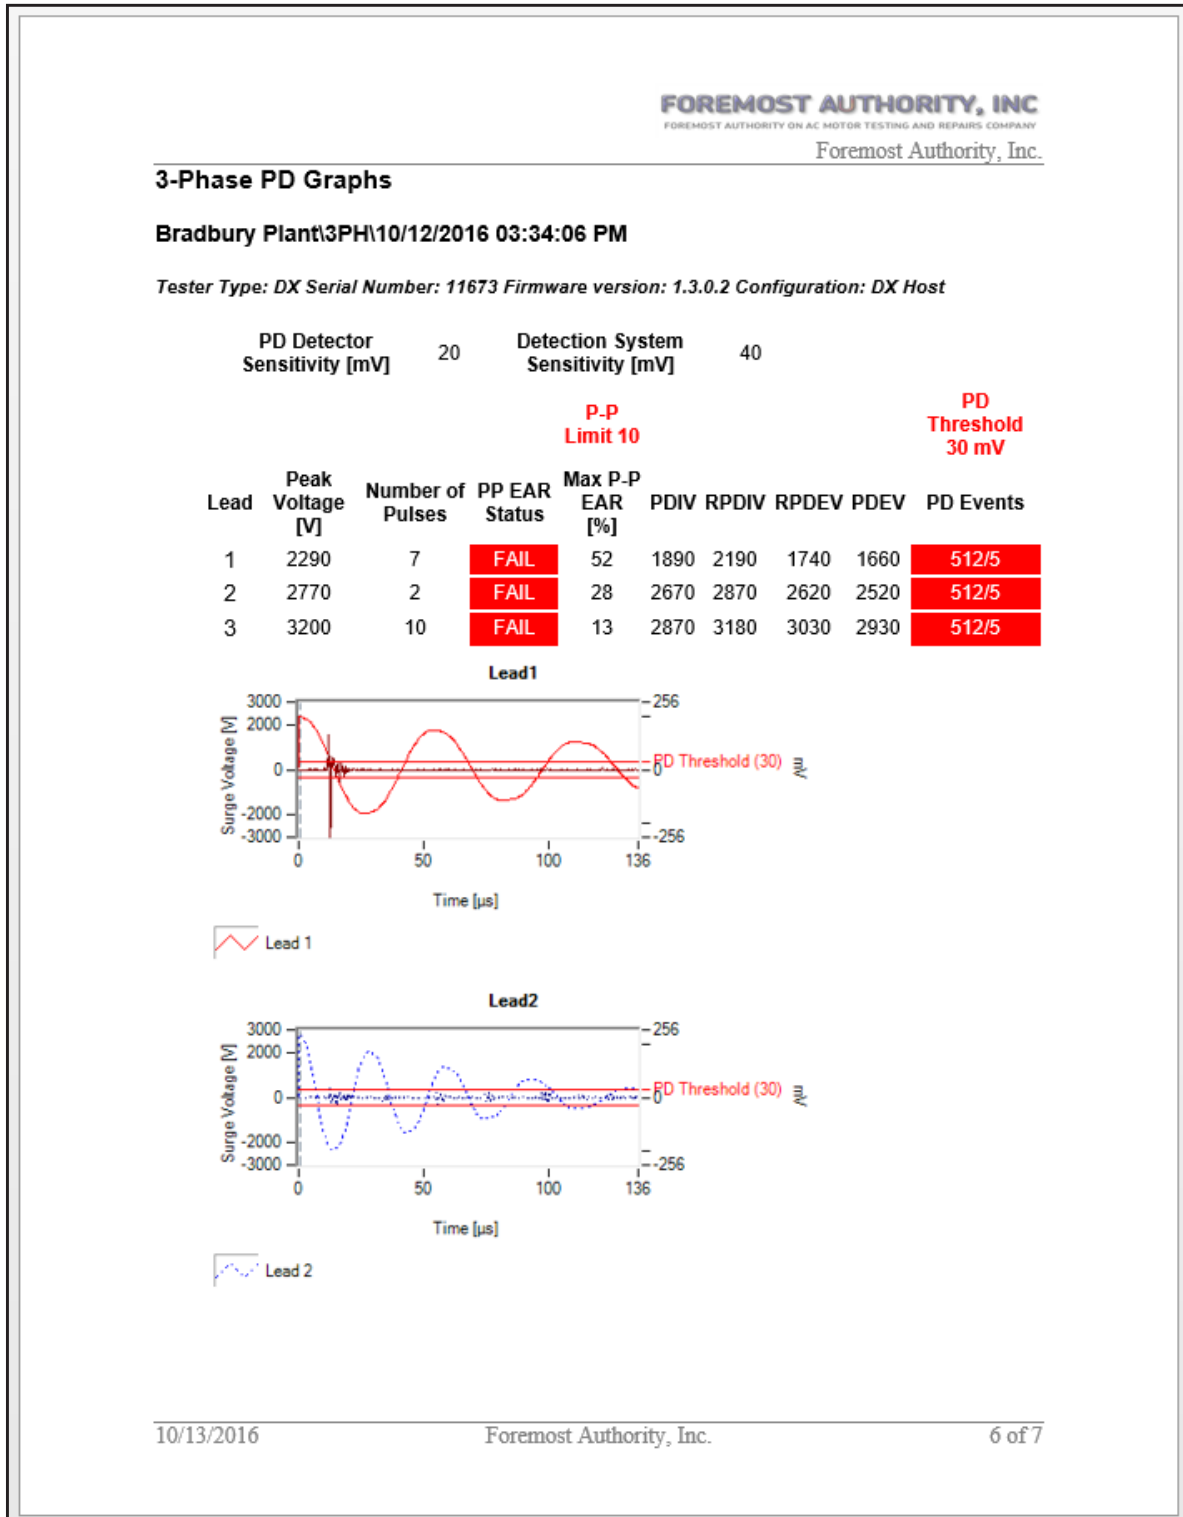 FOREMOST AUTHORITY, INC
FOREMOST AUTHORITY ON AC MOTOR TESTING AND REPAIRS COMPANY
Foremost Authority, Inc.
3-Phase PD Graphs
Bradbury Plant\3PH\10/12/2016 03:34:06 PM
Tester Type: DX Serial Number: 11673 Firmware version: 1.3.0.2 Configuration: DX Host
PD Detector Sensitivity [mV] 20 Detection System Sensitivity [mV] 40
P-P Limit 10 PD Threshold 30 mV
Lead Peak Voltage [V] Number of Pulses PP EAR Status Max P-P EAR [%] PDIV RPDIV RPDEV PDEV PD Events
1 2290 7 FAIL 52 1890 2190 1740 1660 512/5
2 2770 2 FAIL 28 2670 2870 2620 2520 512/5
3 3200 10 FAIL 13 2870 3180 3030 2930 512/5
Lead1
Surge Voltage [V]
3000
2000
0
-2000
-3000
256
PD Threshold (30)
0
-256
mV
0 50 100 136
Time [µs]
Lead 1
Lead2
Surge Voltage [V]
3000
2000
0
-2000
-3000
256
PD Threshold (30)
0
-256
mV
0 50 100 136
Time [µs]
Lead 2
10/13/2016 Foremost Authority, Inc. 6 of 7